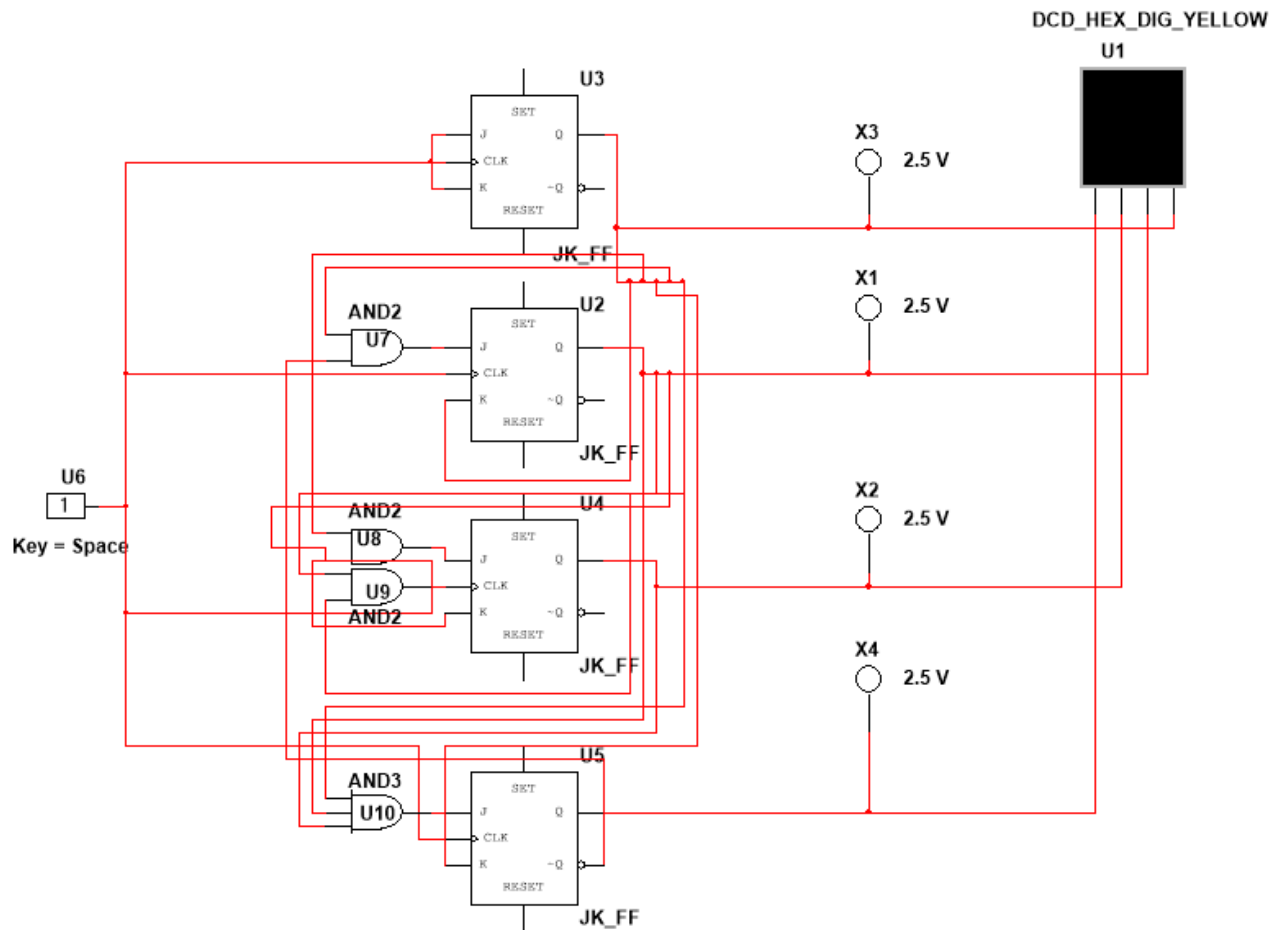 DCD_HEX_DIG_YELLOW
U1
U3
SET
J
Q
CLK
K
~Q
RESET
JK_FF
X3
2.5 V
X1
2.5 V
AND2
U7
U2
SET
J
Q
CLK
K
~Q
RESET
JK_FF
U6
1
Key = Space
X2
2.5 V
AND2
U8
U9
AND2
U4
SET
J
Q
CLK
K
~Q
RESET
JK_FF
X4
2.5 V
AND3
U10
U5
SET
J
Q
CLK
K
~Q
RESET
JK_FF